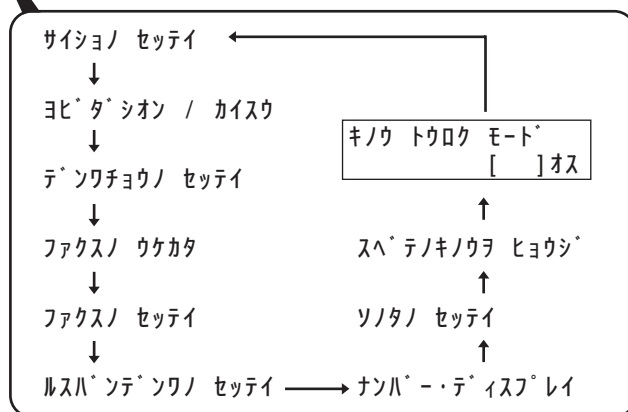 サイショノ セッテイ
ヨビダシオン / カイスウ
デンワチョウノ セッテイ
ファクスノ ウケカタ
ファクスノ セッテイ
ルスバンデンワノ セッテイ
ナンバー・ディスプレイ
ソノタノ セッテイ
スベテノキノウヲ ヒョウジ
キノウ トウロク モード
[ ]オス